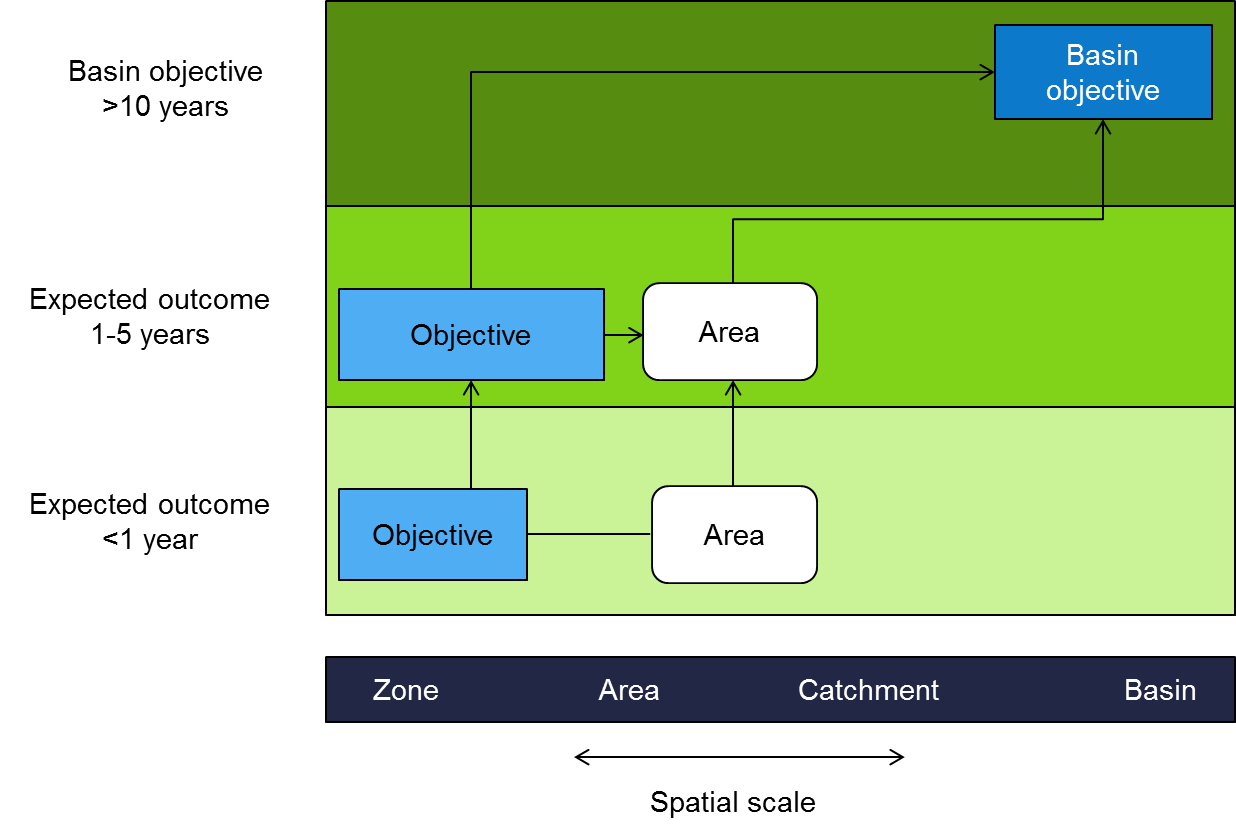 Basin objective
>10 years
Basin
objective
Expected outcome
1-5 years
Objective
Area
Expected outcome
<1 year
Objective
Area
Zone
Area
Catchment
Basin
Spatial scale